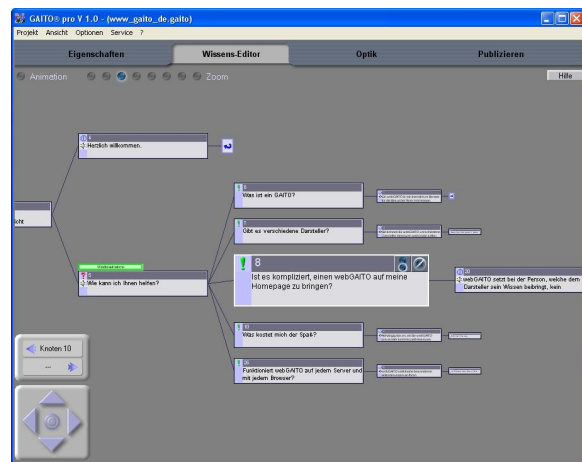 GAITO® pro V 1.0 - (www_gaito_de.gaito)
Projekt Ansicht Optionen Service ?
Eigenschaften Wissens-Editor Optik Publizieren
Animation Zoom Hilfe
Herzlich willkommen.
Was ist ein GAITO?
icht
Gibt es verschiedene Darsteller?
8
Ist es kompliziert, einen webGAITO auf meine
Homepage zu bringen?
Wie kann ich Ihnen helfen?
20
webGAITO setzt bei der Person, welche dem
Darsteller sein Wissen beibringt, kein
10
Was kostet mich der Spaß?
Knoten 10
--
Funktioniert webGAITO auf jedem Server und
mit jedem Browser?